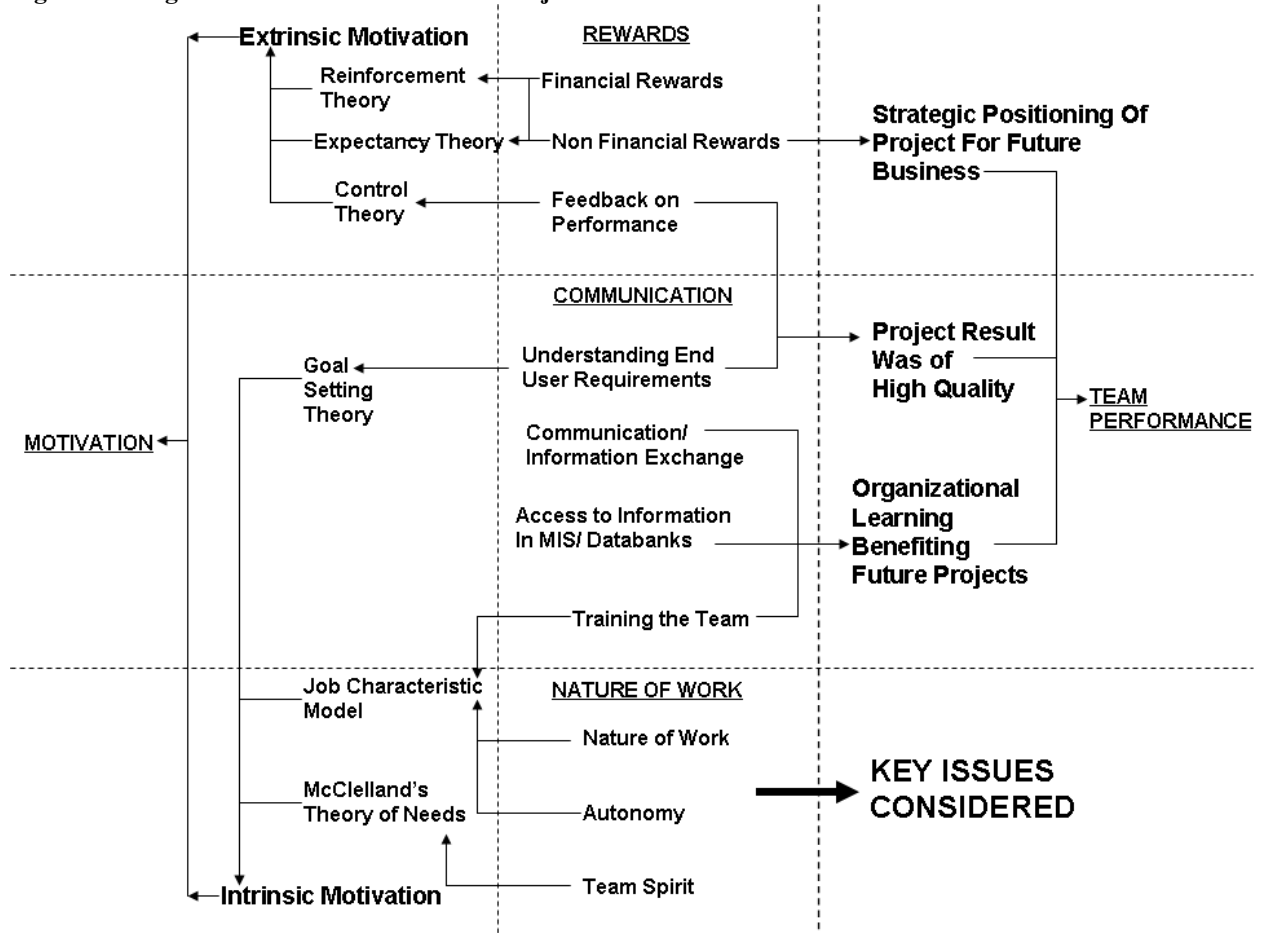 Extrinsic Motivation
REWARDS
Reinforcement
Theory
Financial Rewards
Expectancy Theory
Non Financial Rewards
Strategic Positioning Of
Project For Future
Business
Control
Theory
Feedback on
Performance
COMMUNICATION
Goal
Setting
Theory
Understanding End
User Requirements
Project Result
Was of
High Quality
TEAM
PERFORMANCE
MOTIVATION
Communication/
Information Exchange
Access to Information
In MIS/ Databanks
Organizational
Learning
Benefiting
Future Projects
Training the Team
Job Characteristic
Model
NATURE OF WORK
Nature of Work
McClelland's
Theory of Needs
Autonomy
KEY ISSUES
CONSIDERED
Team Spirit
Intrinsic Motivation